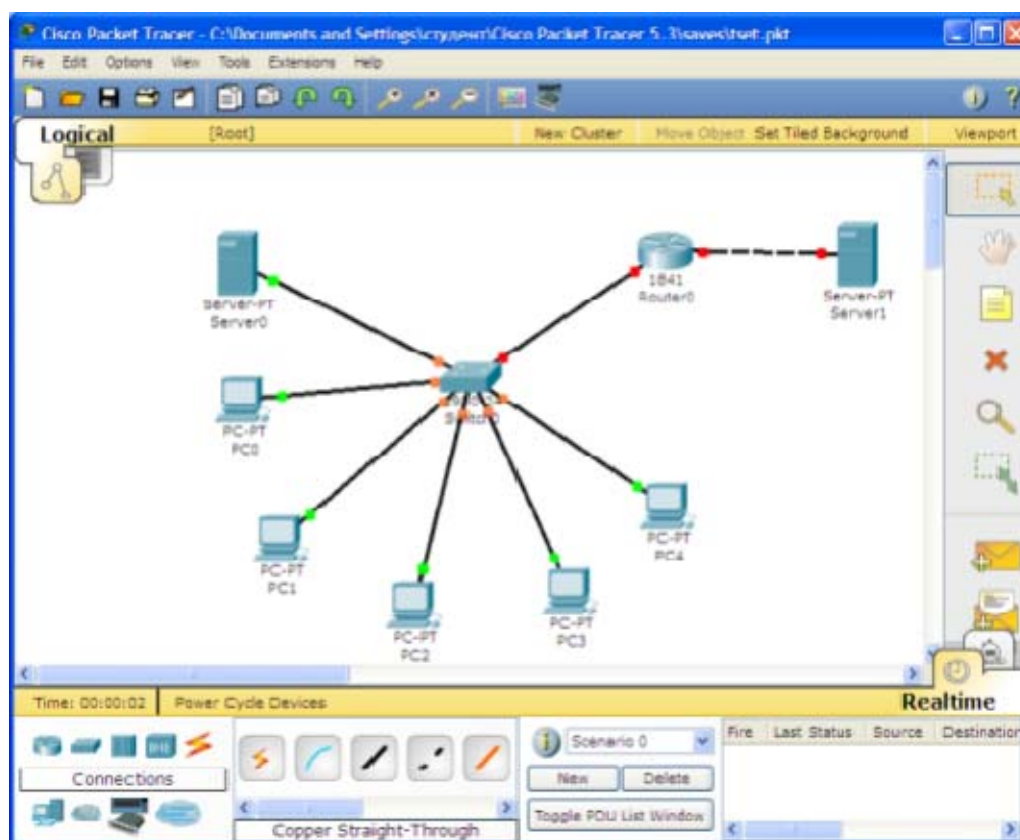 Cisco Packet Tracer - C:\Documents and Settings\студент\Cisco Packet Tracer 5.3\saves\tset.pkt
File Edit Options View Tools Extensions Help
Logical [Root] New Cluster Move Object Set Tiled Background Viewport
Server-PT
Server0
1841
Router0
Server-PT
Server1
Switch0
PC-PT
PC0
PC-PT
PC1
PC-PT
PC2
PC-PT
PC3
PC-PT
PC4
Time: 00:00:02 Power Cycle Devices Realtime
Connections
Copper Straight-Through
Scenario 0
New Delete
Toggle PDU List Window
Fire Last Status Source Destination